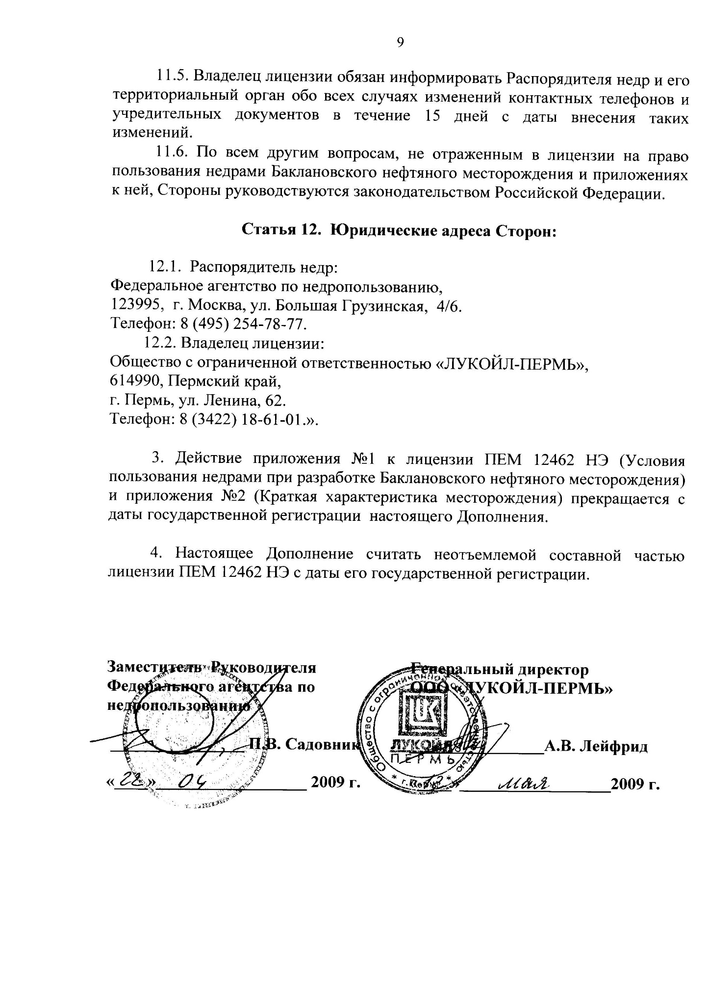 9
11.5. Владелец лицензии обязан информировать Распорядителя недр и его
территориальный орган обо всех случаях изменений контактных телефонов и
учредительных документов в течение 15 дней с даты внесения таких
изменений.
11.6. По всем другим вопросам, не отраженным в лицензии на право
пользования недрами Баклановского нефтяного месторождения и приложениях
к ней, Стороны руководствуются законодательством Российской Федерации.
Статья 12. Юридические адреса Сторон:
12.1. Распорядитель недр:
Федеральное агентство по недропользованию,
123995, г. Москва, ул. Большая Грузинская, 4/6.
Телефон: 8 (495) 254-78-77.
12.2. Владелец лицензии:
Общество с ограниченной ответственностью «ЛУКОЙЛ-ПЕРМЬ»,
614990, Пермский край,
г. Пермь, ул. Ленина, 62.
Телефон: 8 (3422) 18-61-01.».
3. Действие приложения №1 к лицензии ПЕМ 12462 НЭ (Условия
пользования недрами при разработке Баклановского нефтяного месторождения)
и приложения №2 (Краткая характеристика месторождения) прекращается с
даты государственной регистрации настоящего Дополнения.
4. Настоящее Дополнение считать неотъемлемой составной частью
лицензии ПЕМ 12462 НЭ с даты его государственной регистрации.
Заместитель Руководителя
Федерального агентства по
недропользованию
П.В. Садовник
«22» 04 2009 г.
Генеральный директор
ООО «ЛУКОЙЛ-ПЕРМЬ»
А.В. Лейфрид
13» мая 2009 г.
Общество с ограниченной ответственностью
ЛУКОЙЛ
ПЕРМЬ
* г. Пермь *